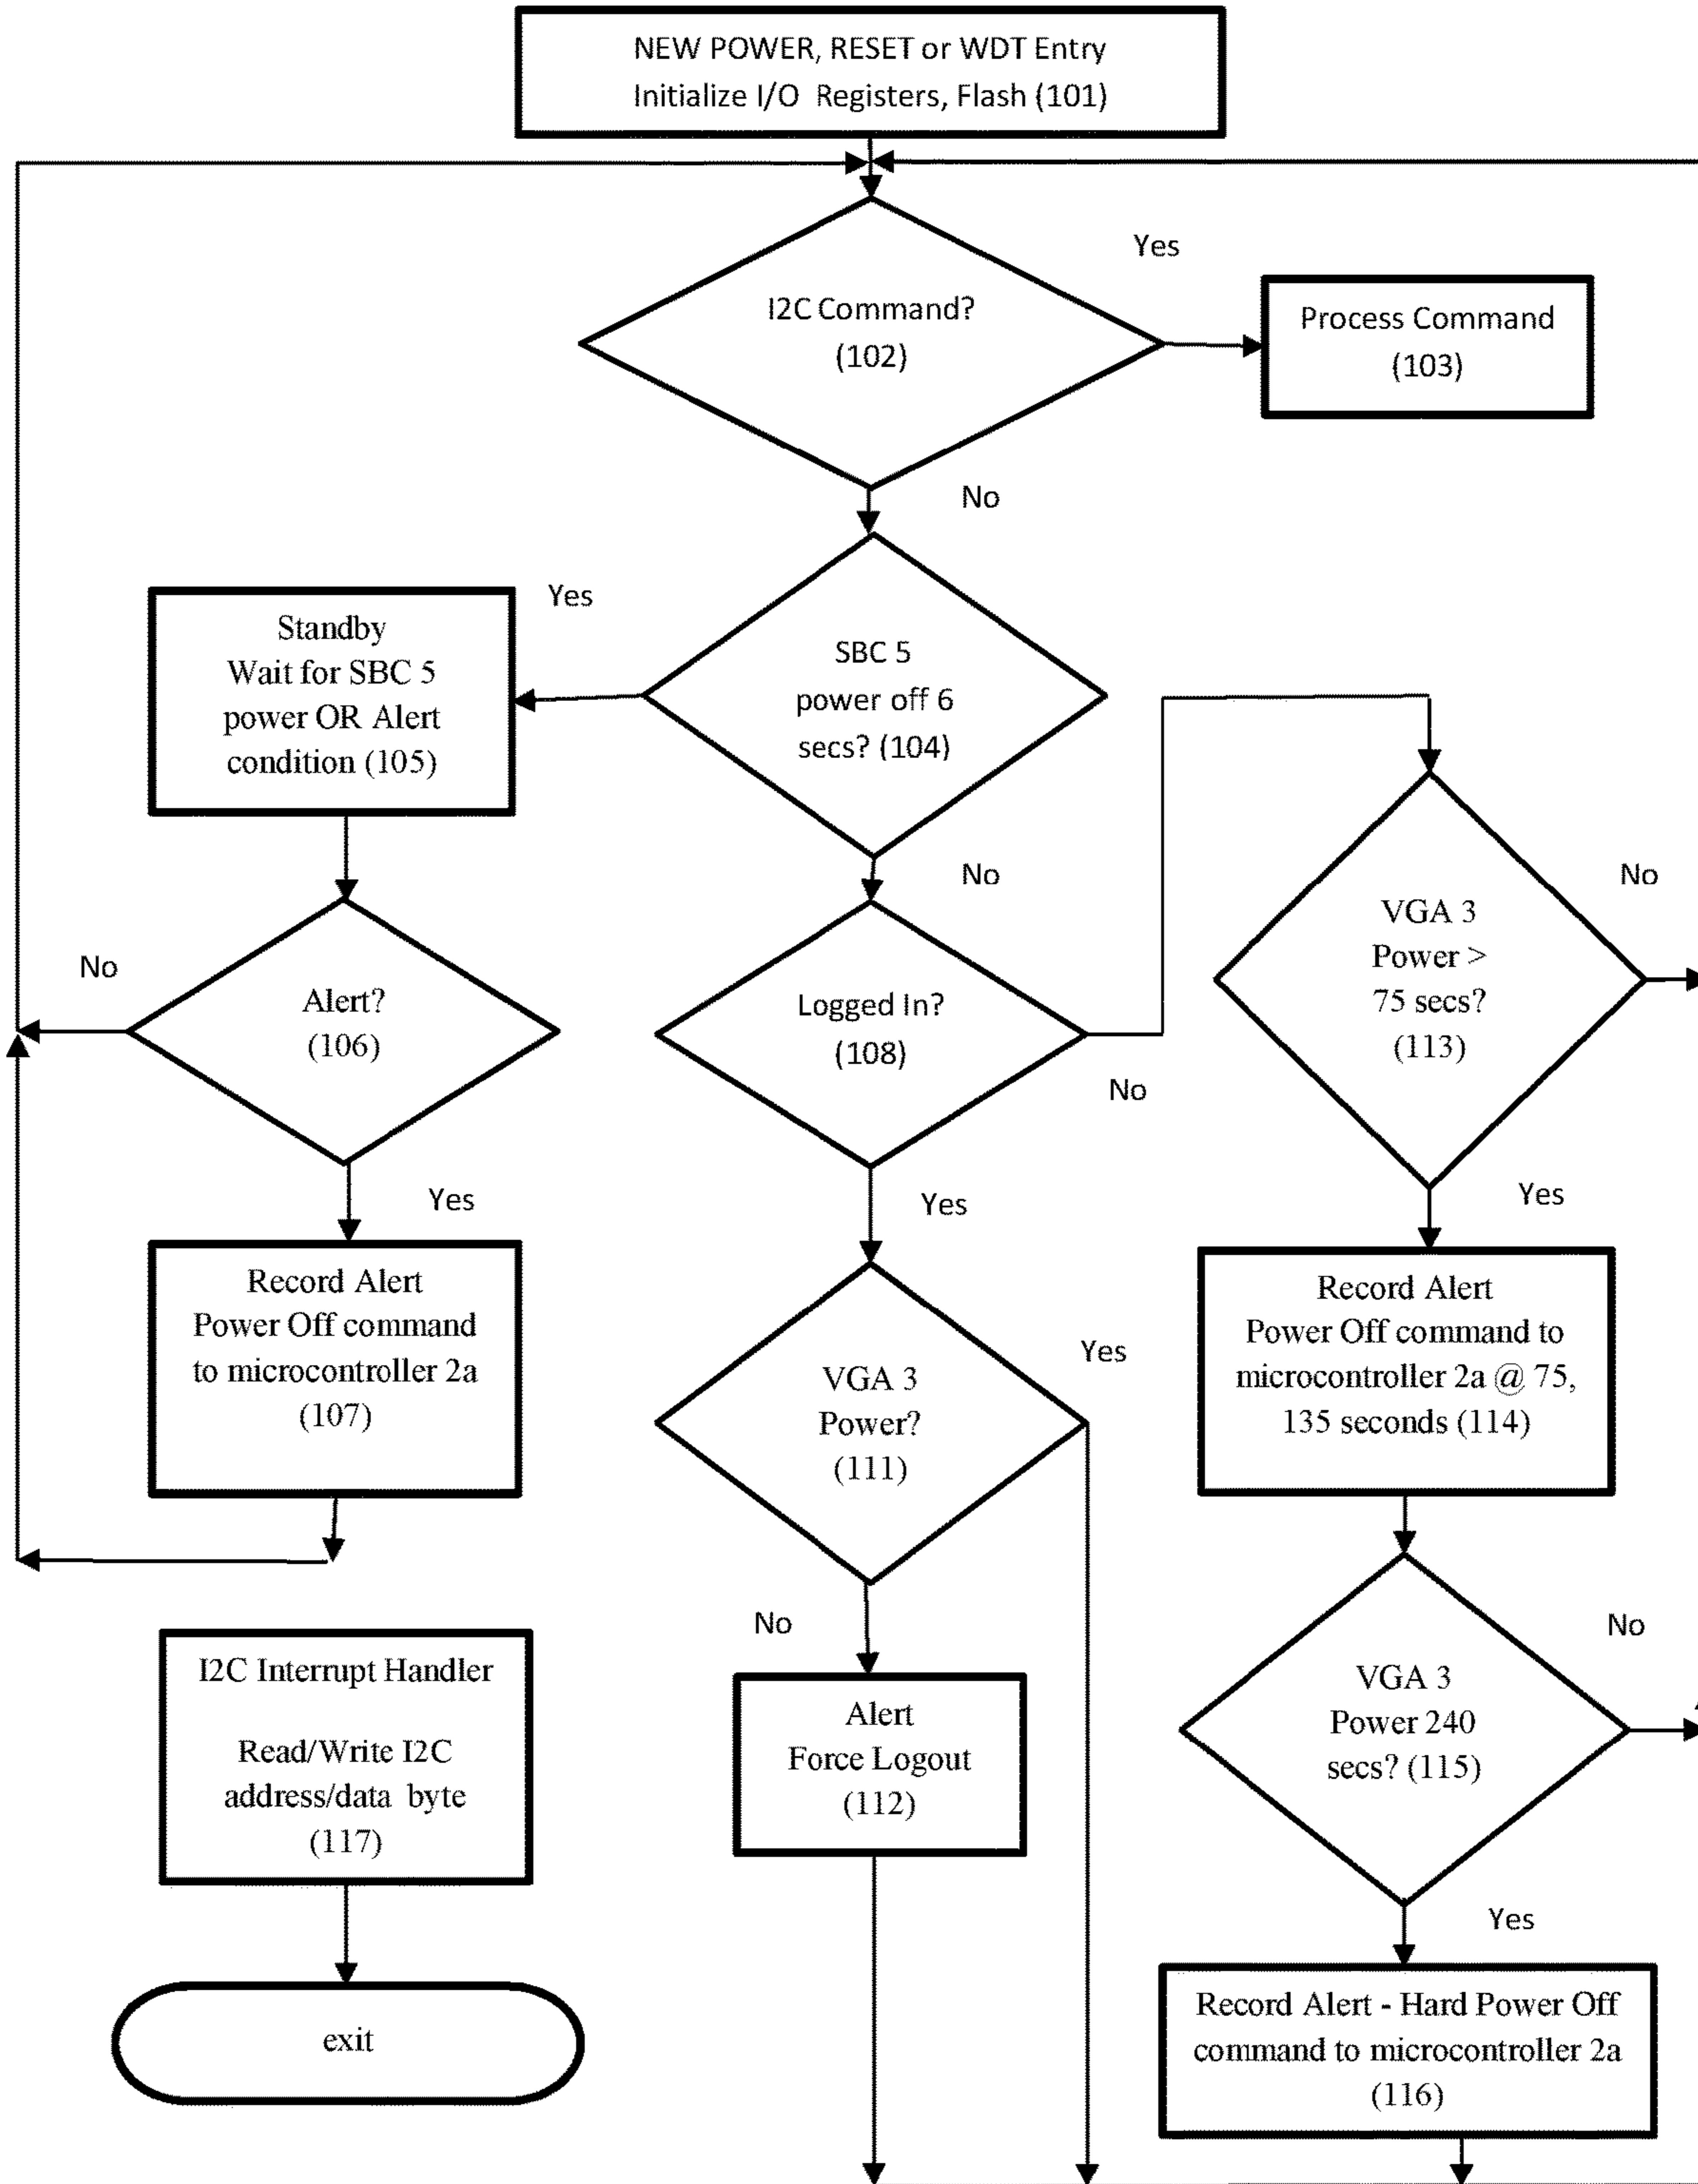 NEW POWER, RESET or WDT Entry
Initialize I/O Registers, Flash (101)
Yes
I2C Command?
(102)
Process Command
(103)
No
Yes
Standby
Wait for SBC 5
power OR Alert
condition (105)
SBC 5
power off 6
secs? (104)
No
No
VGA 3
Power >
75 secs?
(113)
No
Alert?
(106)
Logged In?
(108)
No
Yes
Yes
Yes
Record Alert
Power Off command
to microcontroller 2a
(107)
VGA 3
Power?
(111)
Yes
Record Alert
Power Off command to
microcontroller 2a @ 75,
135 seconds (114)
No
No
I2C Interrupt Handler
Read/Write I2C
address/data byte
(117)
Alert
Force Logout
(112)
VGA 3
Power 240
secs? (115)
Yes
exit
Record Alert - Hard Power Off
command to microcontroller 2a
(116)